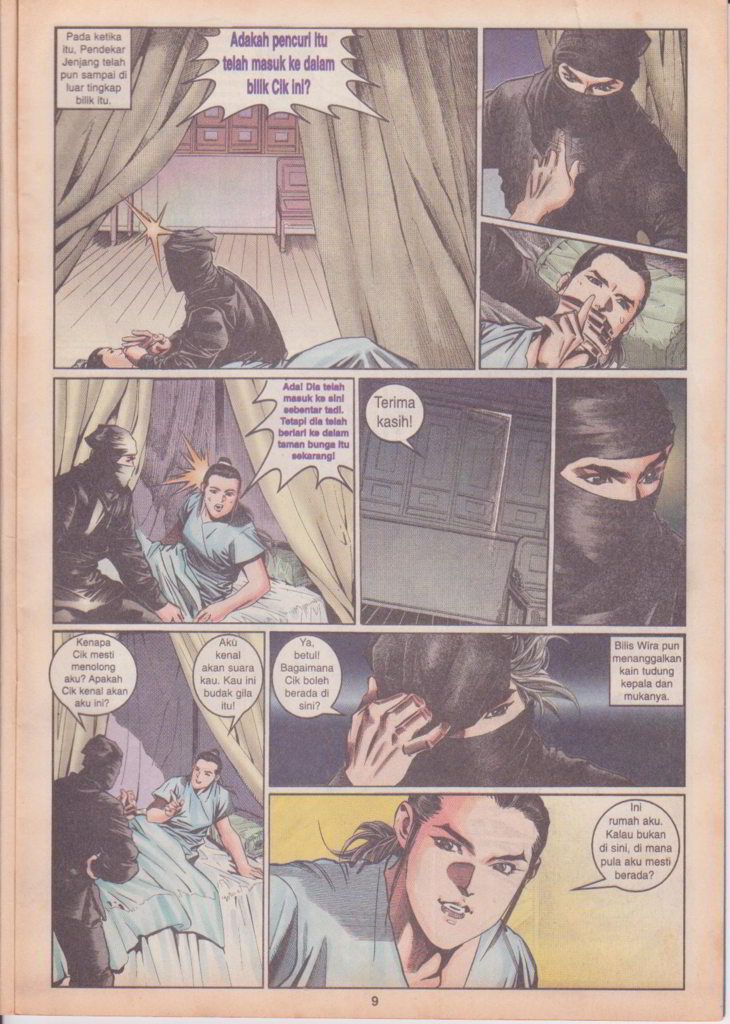 Pada ketika
itu, Pendekar
Jenjang telah
pun sampai di
luar tingkap
bilik itu.
Adakah pencuri itu
telah masuk ke dalam
bilik Cik ini?
Ada! Dia telah
masuk ke sini
sebentar tadi.
Tetapi dia telah
berlari ke dalam
taman bunga itu
sekarang!
Terima
kasih!
Kenapa
Cik mesti
menolong
aku? Apakah
Cik kenal akan
aku ini?
Aku
kenal
akan suara
kau. Kau ini
budak gila
itu!
Ya,
betul!
Bagaimana
Cik boleh
berada di
sini?
Bilis Wira pun
menanggalkan
kain tudung
kepala dan
mukanya.
Ini
rumah aku.
Kalau bukan
di sini, di mana
pula aku mesti
berada?
9